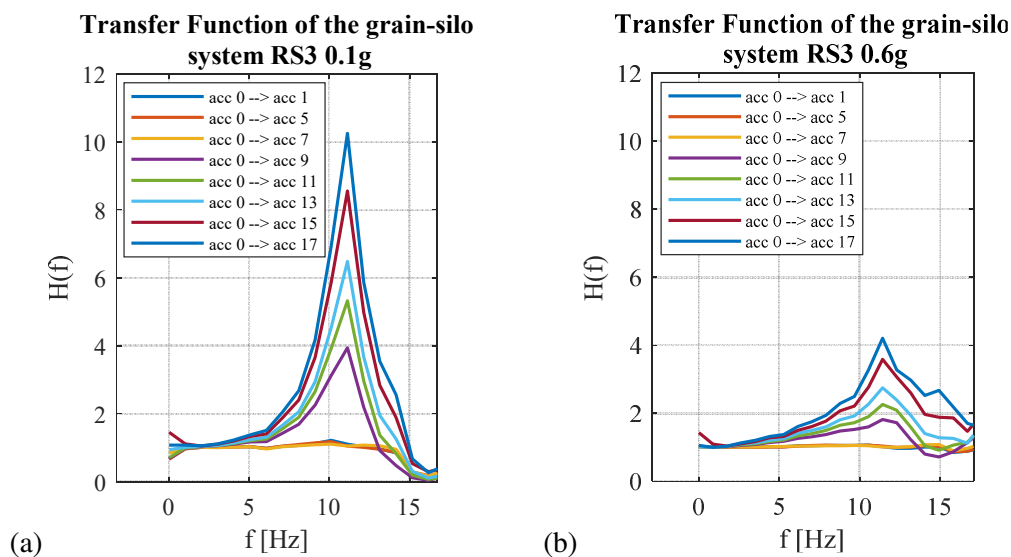 Transfer Function of the grain-silo
system RS3 0.1g
12
10
8
6
4
2
0
H(f)
acc 0 --> acc 1
acc 0 --> acc 5
acc 0 --> acc 7
acc 0 --> acc 9
acc 0 --> acc 11
acc 0 --> acc 13
acc 0 --> acc 15
acc 0 --> acc 17
0 5 10 15
f [Hz]
(a)
Transfer Function of the grain-silo
system RS3 0.6g
12
10
8
6
4
2
0
H(f)
acc 0 --> acc 1
acc 0 --> acc 5
acc 0 --> acc 7
acc 0 --> acc 9
acc 0 --> acc 11
acc 0 --> acc 13
acc 0 --> acc 15
acc 0 --> acc 17
0 5 10 15
f [Hz]
(b)